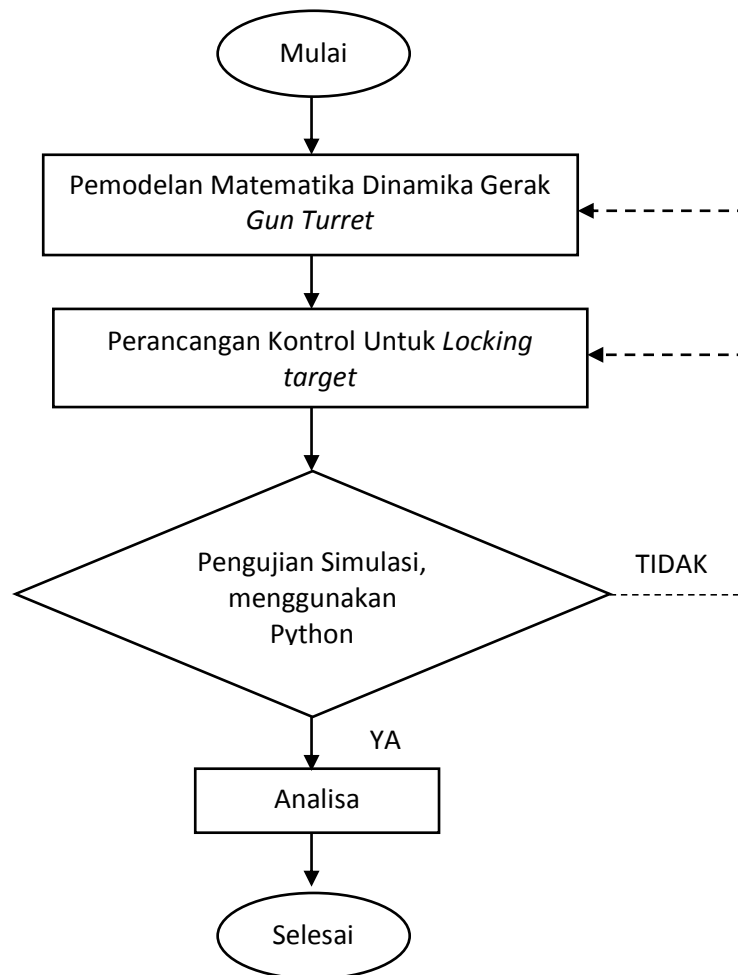 Mulai
Pemodelan Matematika Dinamika Gerak
Gun Turret
Perancangan Kontrol Untuk Locking
target
Pengujian Simulasi,
menggunakan
Python
TIDAK
YA
Analisa
Selesai